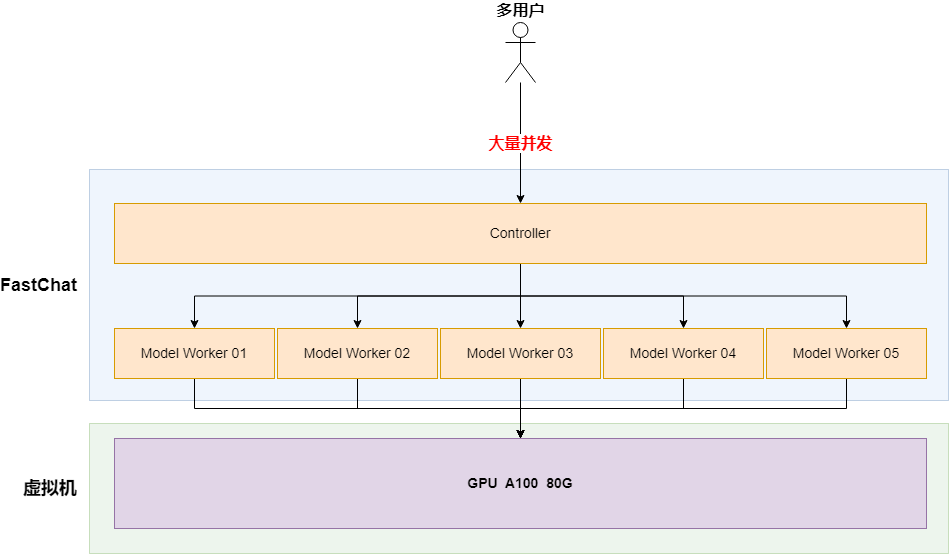 多用户
大量并发
FastChat
Controller
Model Worker 01
Model Worker 02
Model Worker 03
Model Worker 04
Model Worker 05
虚拟机
GPU A100 80G